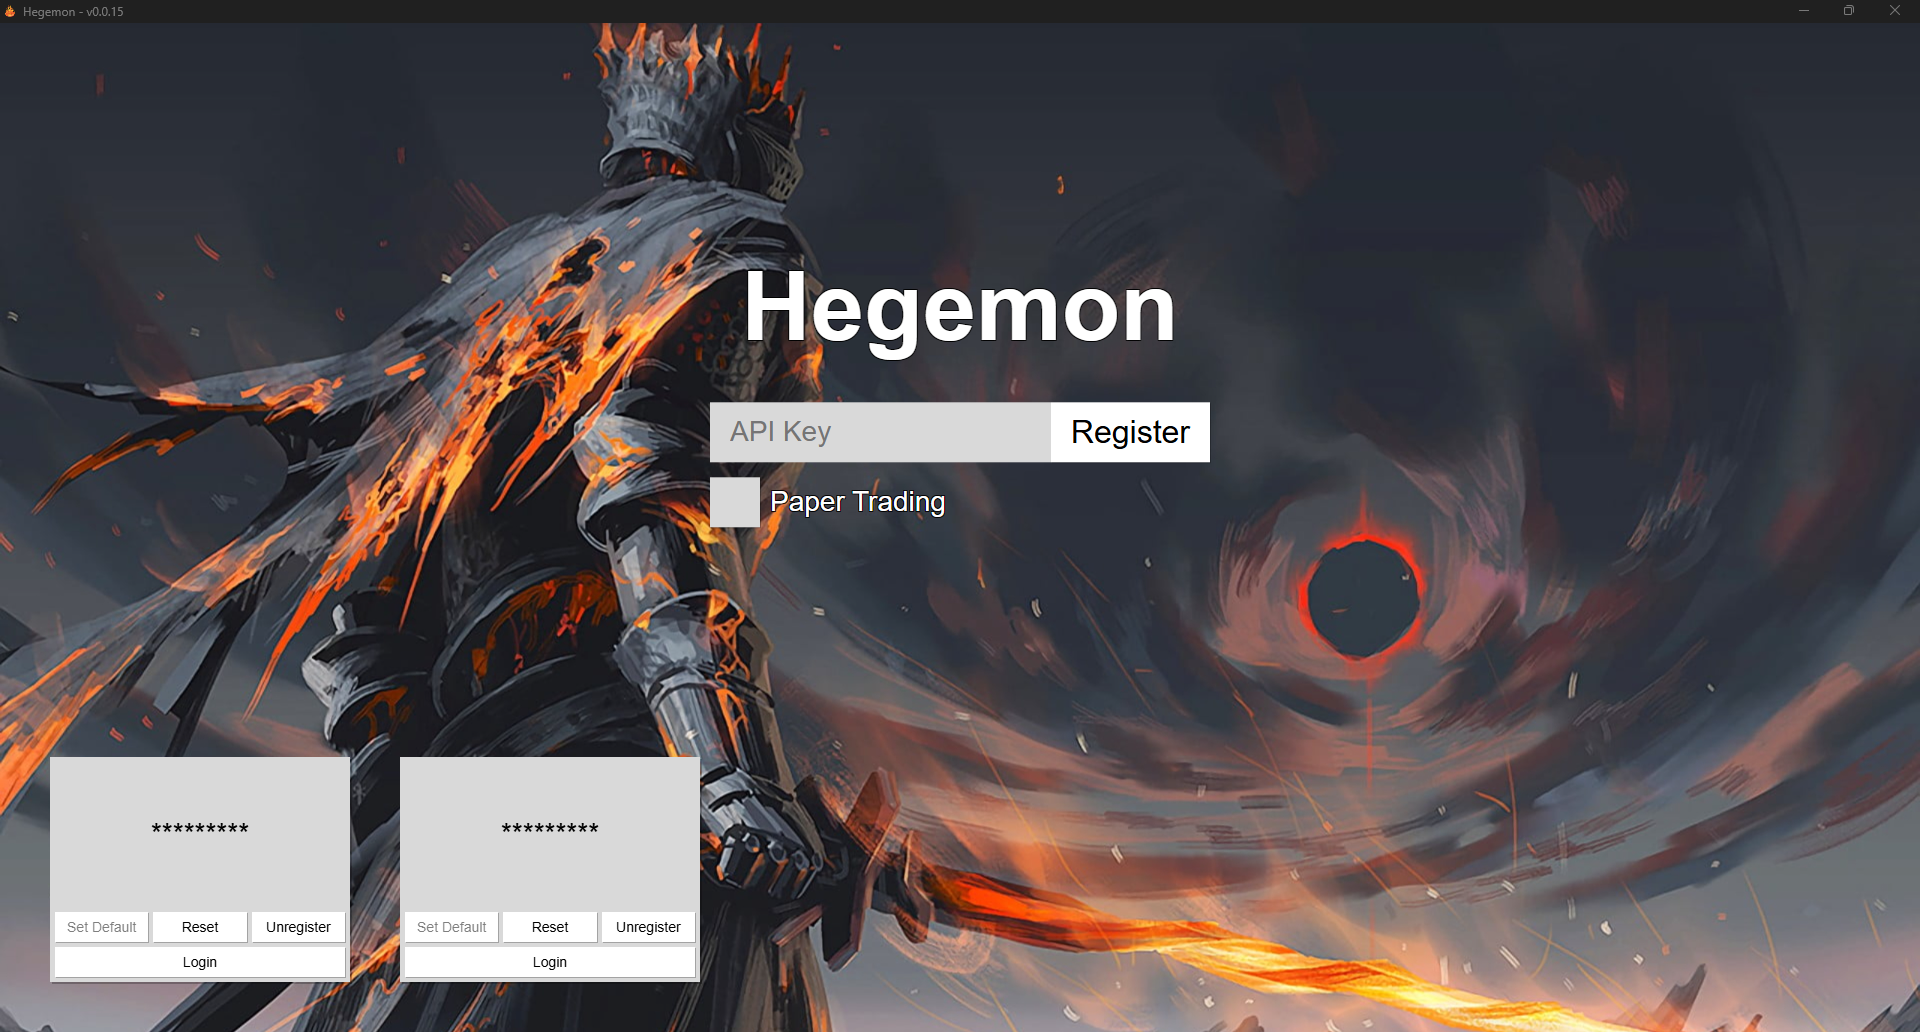 Hegemon - v0.0.15
Hegemon
API Key Register
Paper Trading
********* *********
Set Default Reset Unregister Set Default Reset Unregister
Login Login